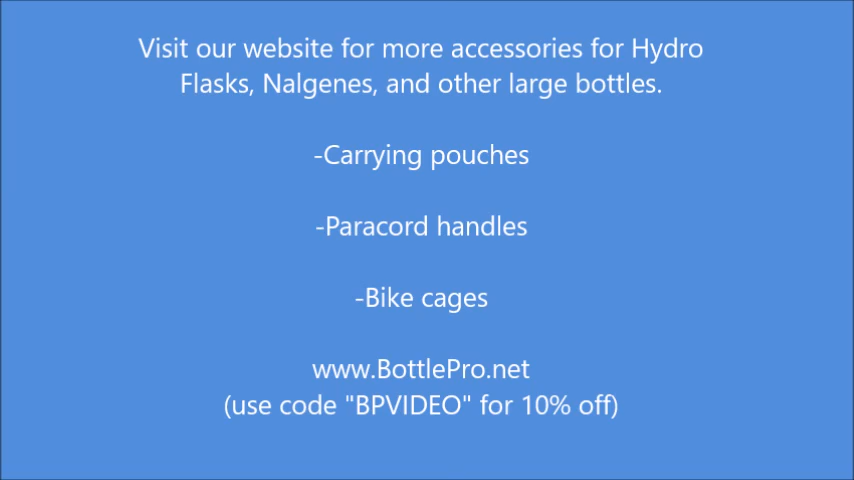 Visit our website for more accessories for Hydro
Flasks, Nalgenes, and other large bottles.
-Carrying pouches
-Paracord handles
-Bike cages
www.BottlePro.net
(use code "BPVIDEO" for 10% off)